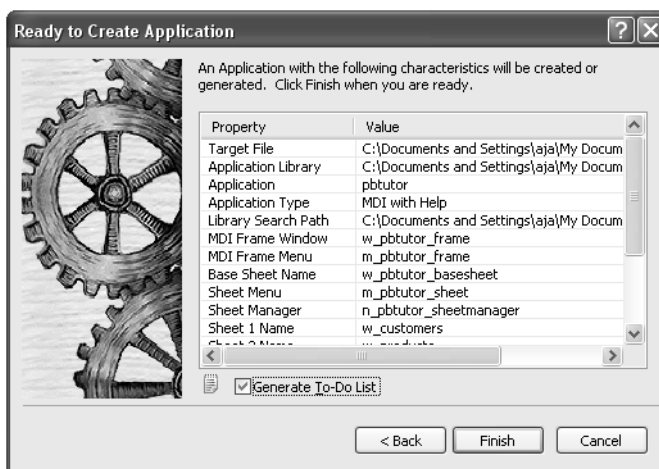 Ready to Create Application
An Application with the following characteristics will be created or
generated. Click Finish when you are ready.
Property Value
Target File C:\Documents and Settings\aja\My Docum
Application Library C:\Documents and Settings\aja\My Docum
Application pbtutor
Application Type MDI with Help
Library Search Path C:\Documents and Settings\aja\My Docum
MDI Frame Window w_pbtutor_frame
MDI Frame Menu m_pbtutor_frame
Base Sheet Name w_pbtutor_basesheet
Sheet Menu m_pbtutor_sheet
Sheet Manager n_pbtutor_sheetmanager
Sheet 1 Name w_customers
Sheet 2 Name w_products
Generate To-Do List
< Back Finish Cancel